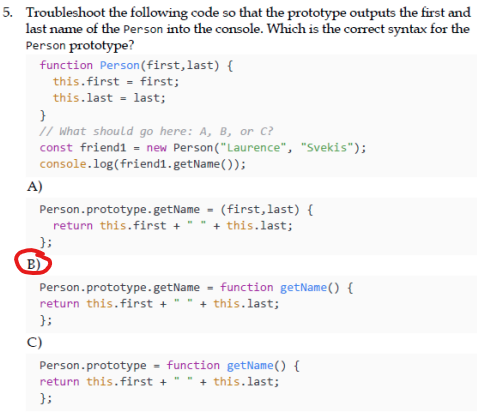 5. Troubleshoot the following code so that the prototype outputs the first and
last name of the Person into the console. Which is the correct syntax for the
Person prototype?
function Person(first,last) {
this.first = first;
this.last = last;
}
// What should go here: A, B, or C?
const friend1 = new Person("Laurence", "Svekis");
console.log(friend1.getName());
A)
Person.prototype.getName = (first,last) {
return this.first + " " + this.last;
};
B)
Person.prototype.getName = function getName() {
return this.first + " " + this.last;
};
C)
Person.prototype = function getName() {
return this.first + " " + this.last;
};